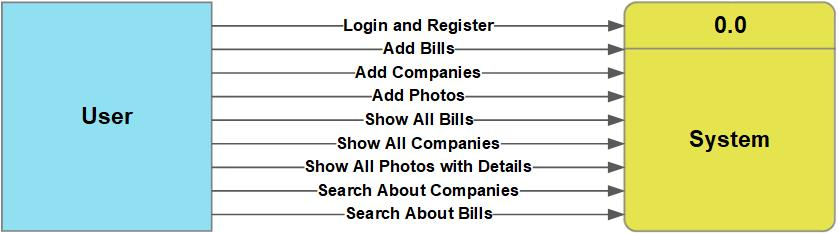 Login and Register
0.0
Add Bills
Add Companies
Add Photos
User
Show All Bills
System
Show All Companies
Show All Photos with Details
Search About Companies
Search About Bills